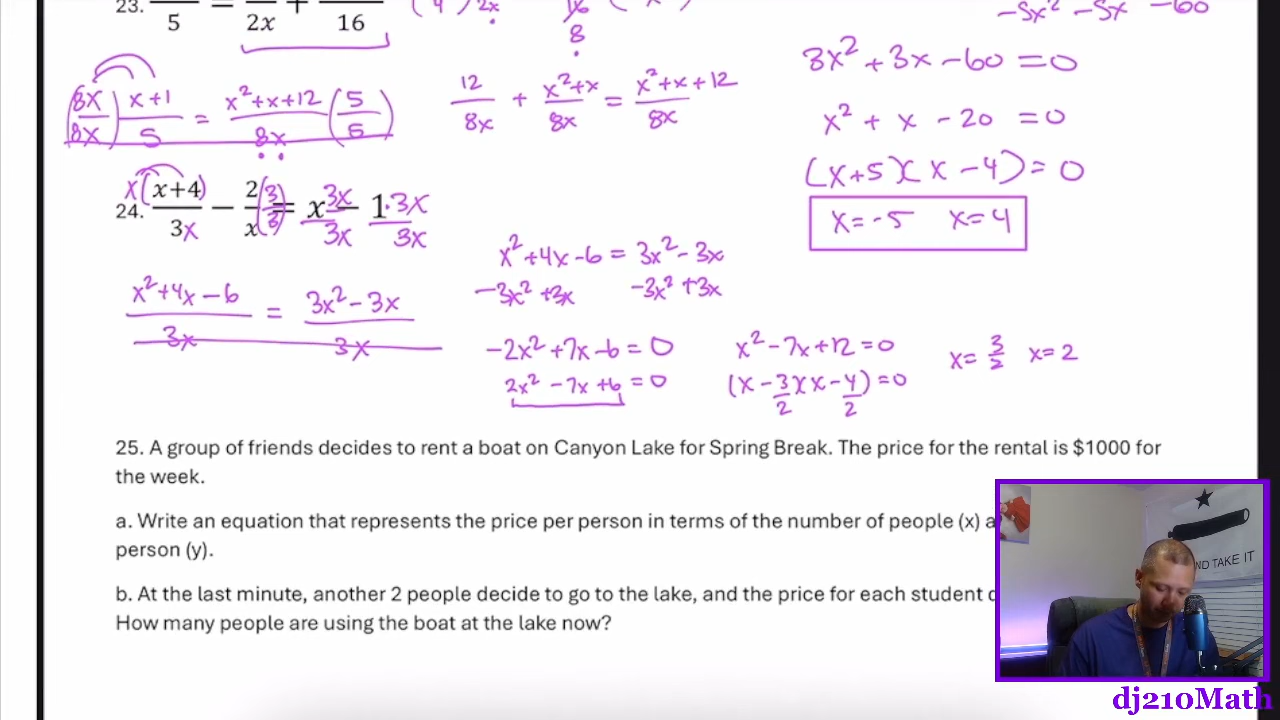 23. 5 = 2x + 16 (4) 2x 16 8 (x
-5x² -5x -60
3x² + 3x - 60 = 0
(8x/8x) x+1/5 = x²+x+12/8x (5/5)
12/8x + x²+x/8x = x²+x+12/8x
x² + x - 20 = 0
(x+5)(x-4) = 0
x=-5 x=4
24. x(x+4)/3x - 2(3)/x(3) = x 3x/3x - 1·3x/3x
x²+4x-6 = 3x²-3x
-3x² +3x -3x² +3x
x²+4x-6/3x = 3x²-3x/3x
-2x² +7x-6=0
2x² -7x +6 = 0
x²-7x+12=0
(x-3/2)(x-4/2)=0
x= 3/2 x=2
25. A group of friends decides to rent a boat on Canyon Lake for Spring Break. The price for the rental is $1000 for
the week.
a. Write an equation that represents the price per person in terms of the number of people (x) a
person (y).
b. At the last minute, another 2 people decide to go to the lake, and the price for each student
How many people are using the boat at the lake now?
ND TAKE IT
dj210Math